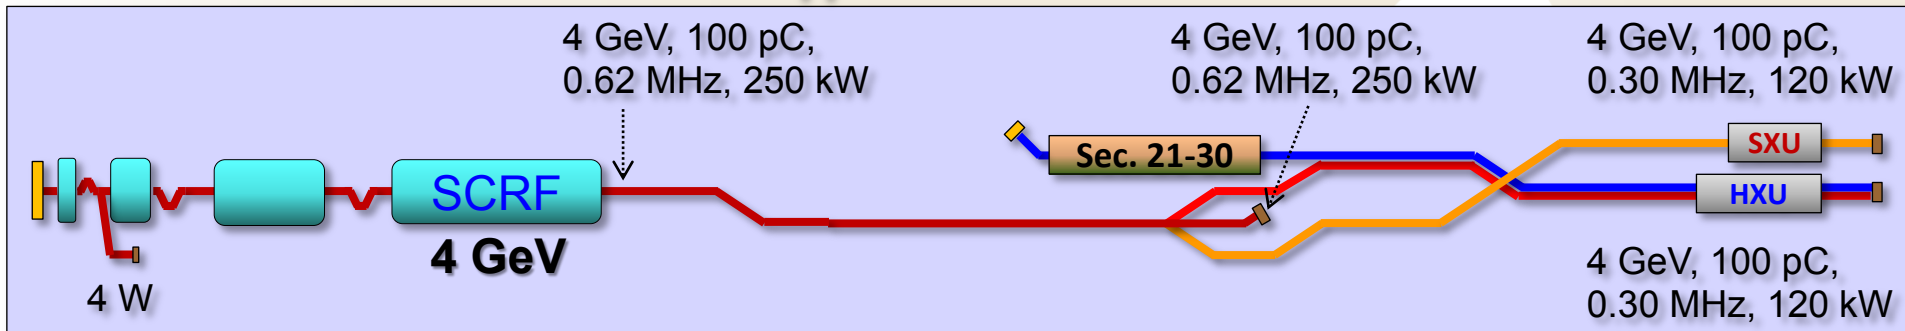 4 GeV, 100 pC,
0.62 MHz, 250 kW
4 GeV, 100 pC,
0.62 MHz, 250 kW
4 GeV, 100 pC,
0.30 MHz, 120 kW
Sec. 21-30
SXU
SCRF
HXU
4 GeV
4 W
4 GeV, 100 pC,
0.30 MHz, 120 kW